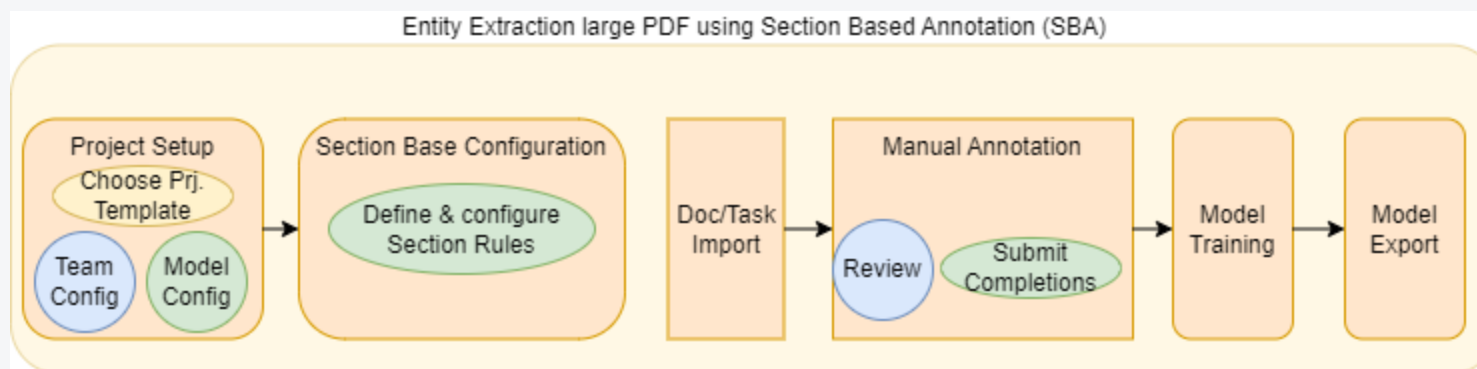 Entity Extraction large PDF using Section Based Annotation (SBA)
Project Setup
Choose Prj.
Template
Team
Config
Model
Config
Section Base Configuration
Define & configure
Section Rules
Doc/Task
Import
Manual Annotation
Review
Submit
Completions
Model
Training
Model
Export